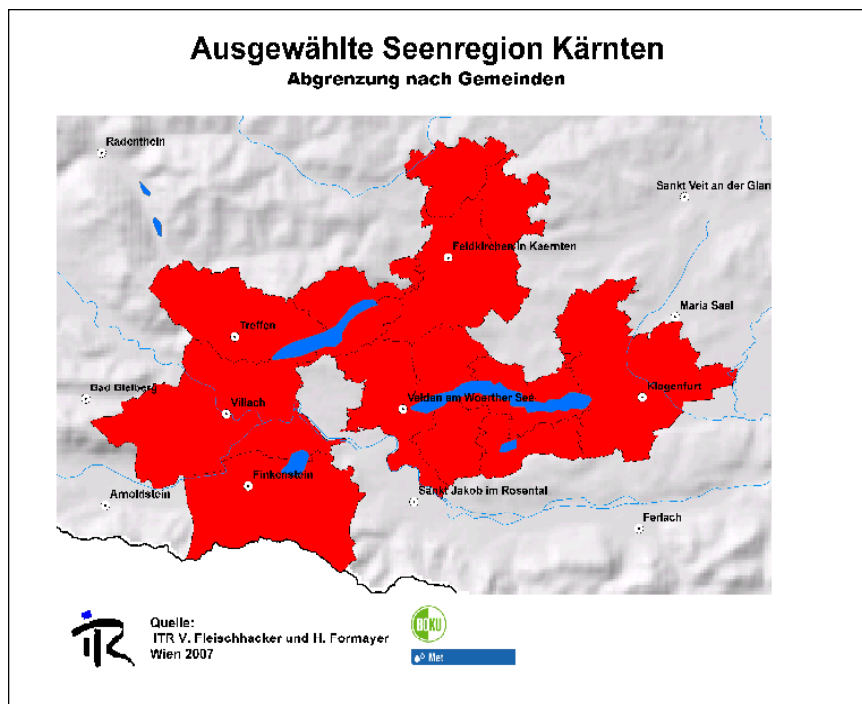 Ausgewählte Seenregion Kärnten
Abgrenzung nach Gemeinden
Radenthein
Sankt Veit an der Glan
Feldkirchen in Kaernten
Maria Saal
Treffen
Bad Bleiberg
Villach
Velden am Woerther See
Klagenfurt
Finkenstein
Arnoldstein
Sankt Jakob im Rosental
Ferlach
Quelle:
ITR V. Fleischhacker und H. Formayer
Wien 2007
ITR
BOKU
Met